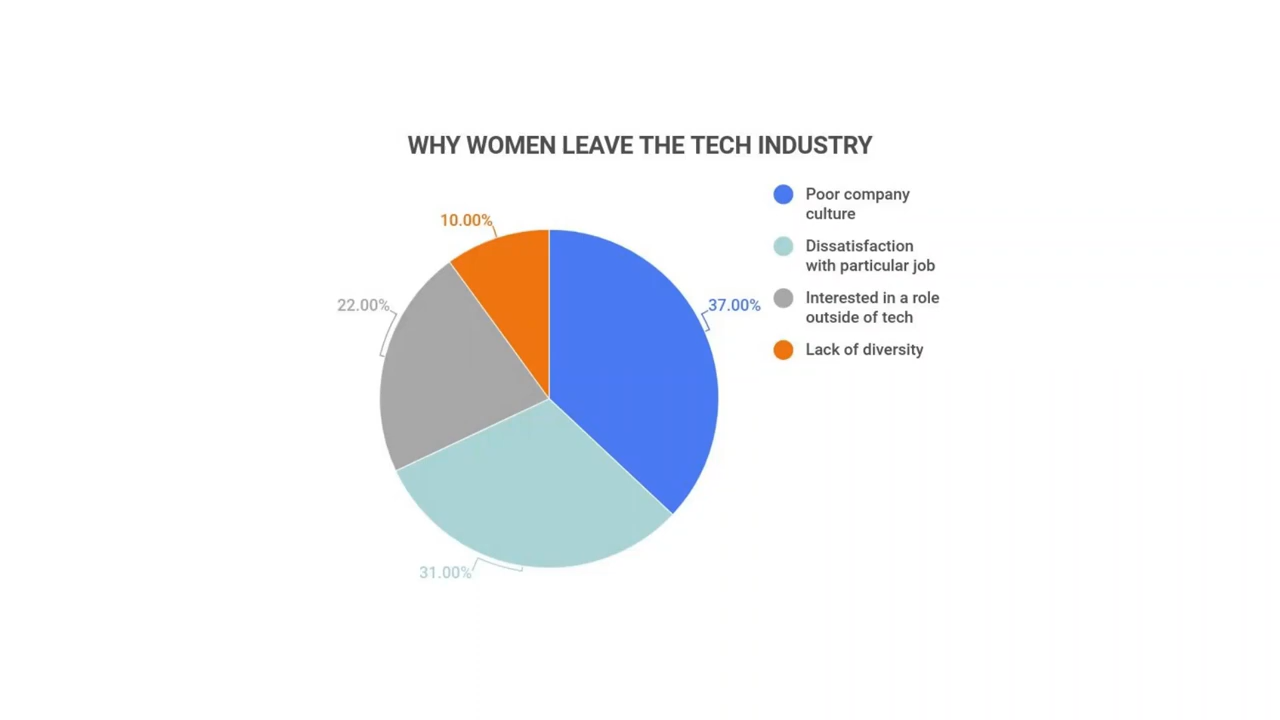 WHY WOMEN LEAVE THE TECH INDUSTRY
Poor company
culture
Dissatisfaction
with particular job
Interested in a role
outside of tech
Lack of diversity
10.00%
22.00%
37.00%
31.00%